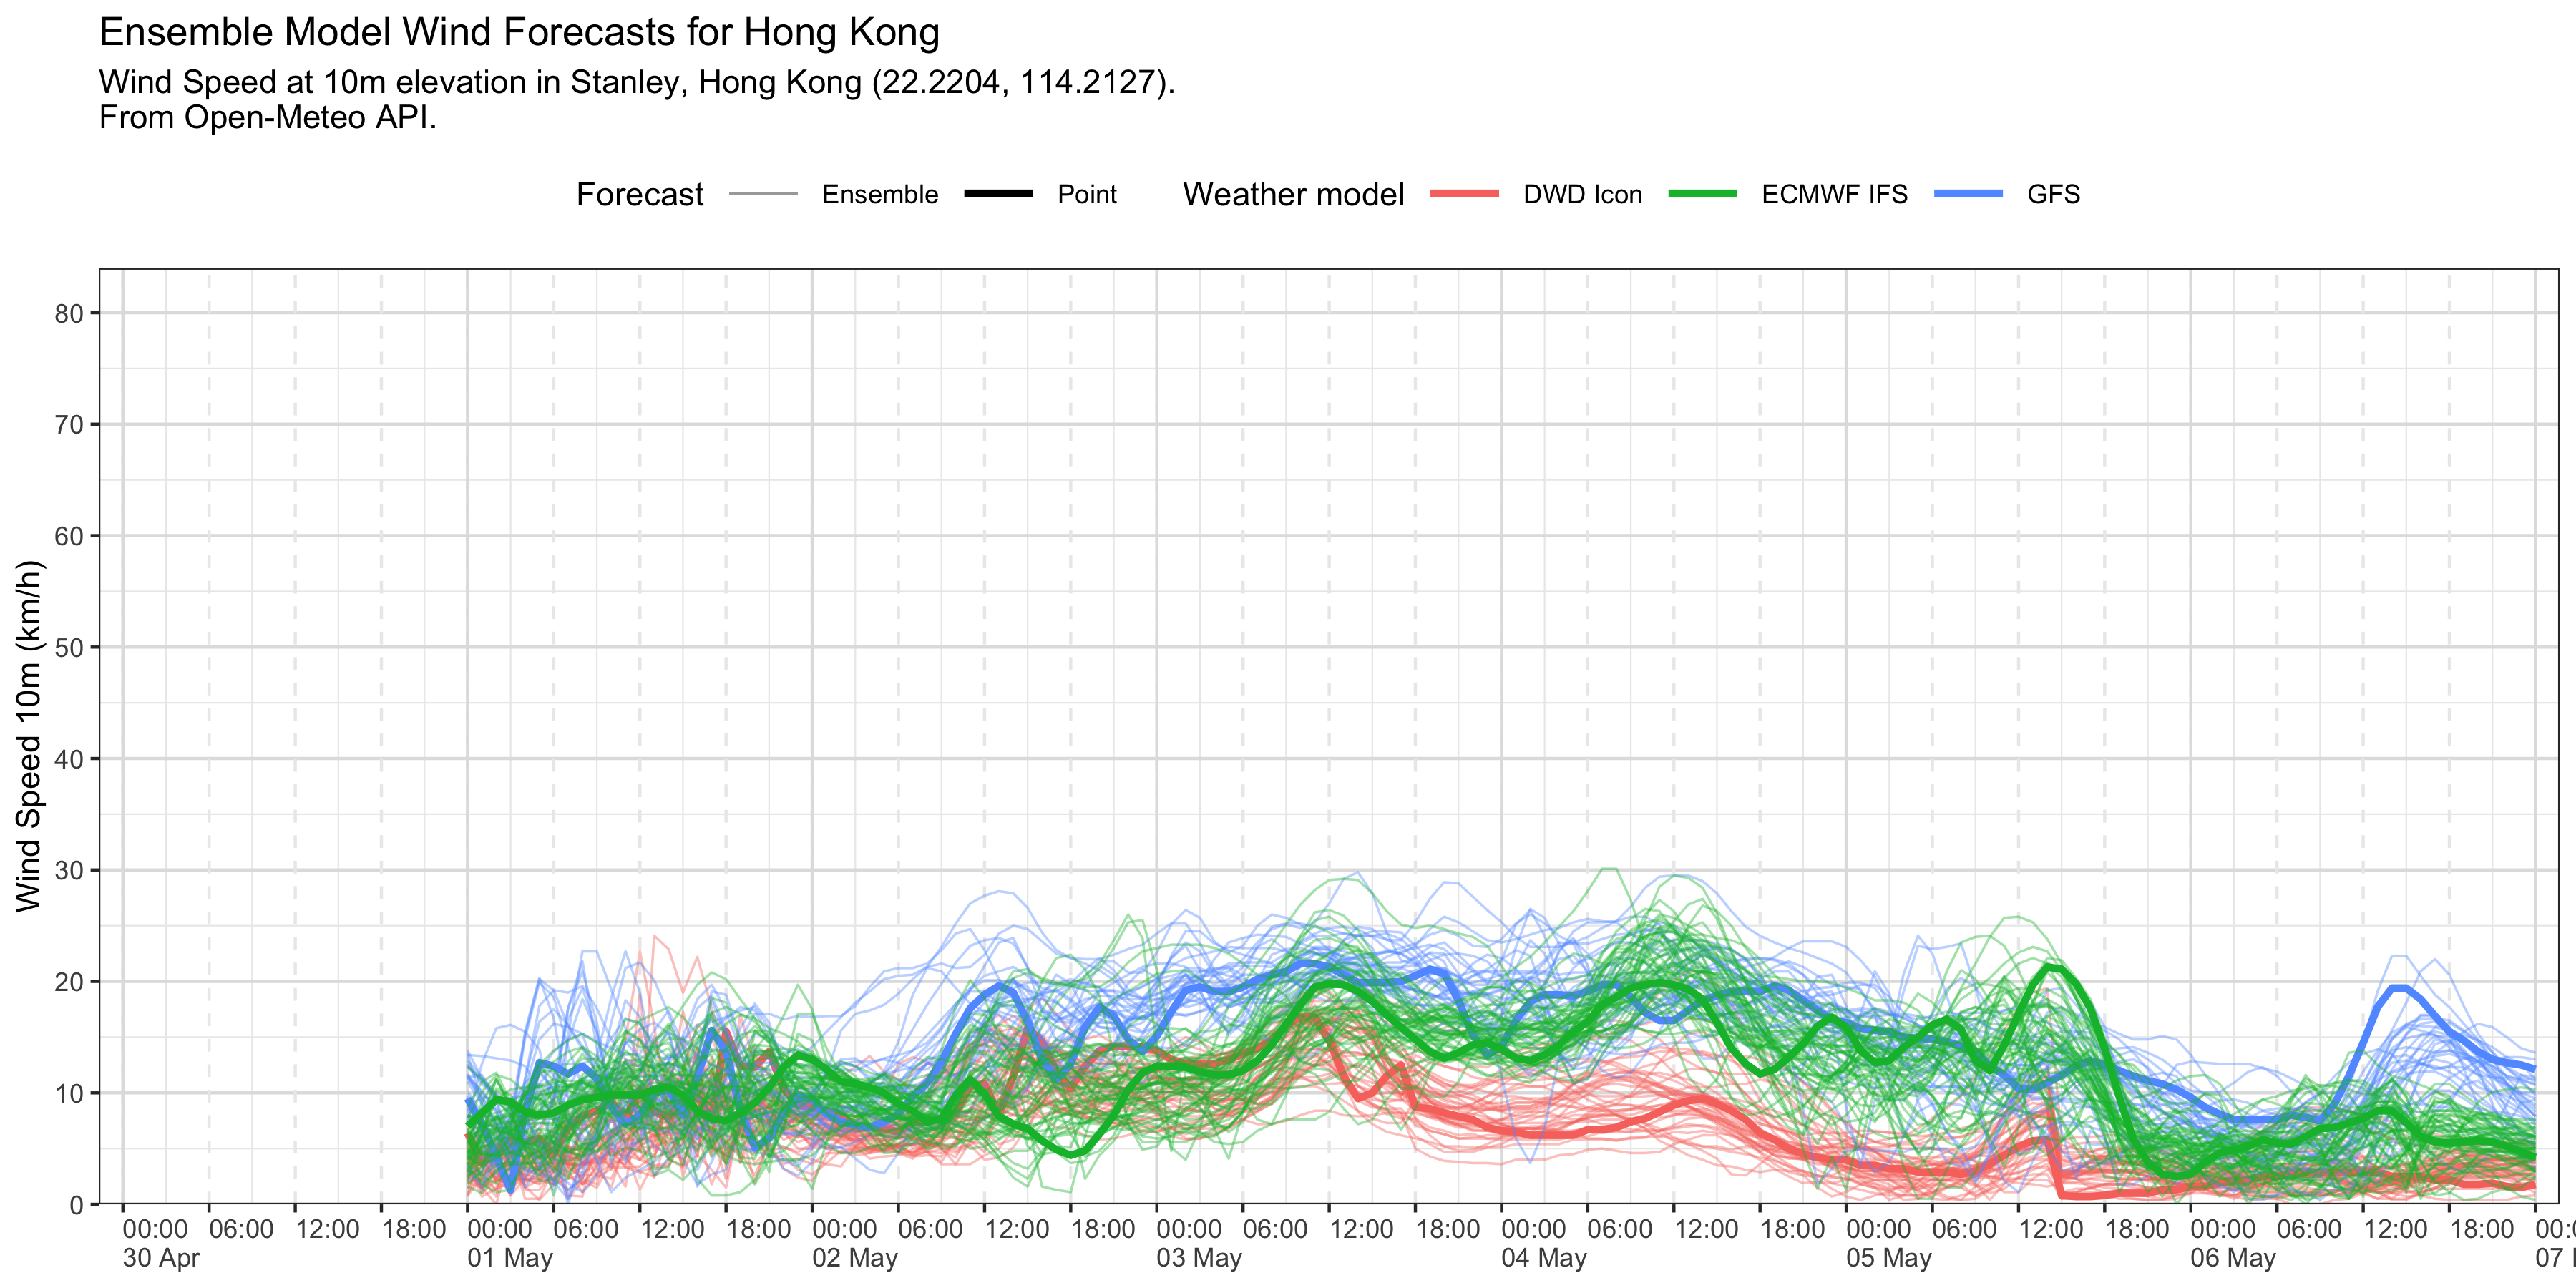 Ensemble Model Wind Forecasts for Hong Kong
Wind Speed at 10m elevation in Stanley, Hong Kong (22.2204, 114.2127).
From Open-Meteo API.
Forecast Ensemble Point Weather model DWD Icon ECMWF IFS GFS
Wind Speed 10m (km/h)
80
70
60
50
40
30
20
10
0
00:00 06:00 12:00 18:00 00:00 06:00 12:00 18:00 00:00 06:00 12:00 18:00 00:00 06:00 12:00 18:00 00:00 06:00 12:00 18:00 00:00 06:00 12:00 18:00 00:00 06:00 12:00 18:00
30 Apr 01 May 02 May 03 May 04 May 05 May 06 May 07